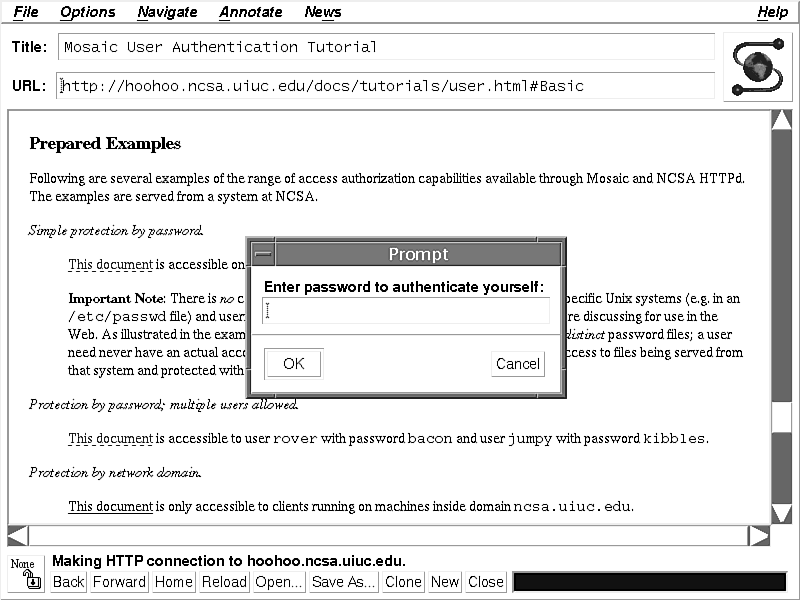 File Options Navigate Annotate News Help
Title: Mosaic User Authentication Tutorial
URL: http://hoohoo.ncsa.uiuc.edu/docs/tutorials/user.html#Basic
Prepared Examples
Following are several examples of the range of access authorization capabilities available through Mosaic and NCSA HTTPd.
The examples are served from a system at NCSA.
Simple protection by password.
This document is accessible on
Important Note: There is no c
/etc/passwd file) and user
Web. As illustrated in the exam
need never have an actual acco
that system and protected with
Prompt
Enter password to authenticate yourself:
OK Cancel
pecific Unix systems (e.g. in an
re discussing for use in the
distinct password files; a user
ccess to files being served from
Protection by password; multiple users allowed.
This document is accessible to user rover with password bacon and user jumpy with password kibbles.
Protection by network domain.
This document is only accessible to clients running on machines inside domain ncsa.uiuc.edu.
None
Making HTTP connection to hoohoo.ncsa.uiuc.edu.
Back Forward Home Reload Open... Save As... Clone New Close